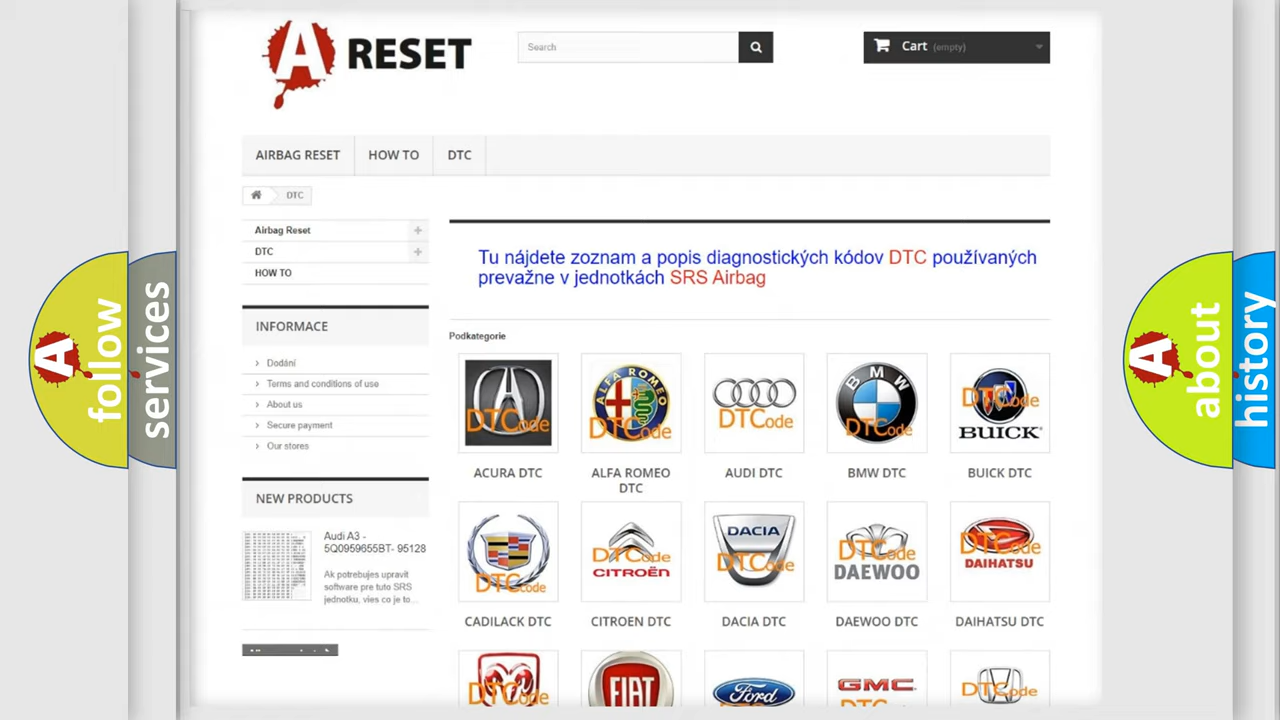 A RESET
Search
Cart (empty)
AIRBAG RESET
HOW TO
DTC
DTC
Airbag Reset
DTC
HOW TO
Tu nájdete zoznam a popis diagnostických kódov DTC používaných
prevažne v jednotkách SRS Airbag
INFORMACE
Dodání
Terms and conditions of use
About us
Secure payment
Our stores
Podkategorie
DTCode
ALFA ROMEO
DTCode
DTCode
BMW
DTCode
DTCode
BUICK
ACURA DTC
ALFA ROMEO
DTC
AUDI DTC
BMW DTC
BUICK DTC
NEW PRODUCTS
Audi A3 -
5Q0959655BT- 95128
Ak potrebujes upravit
software pre tuto SRS
jednotku, vies co je to...
DTCode
DTCode
CITROËN
DACIA
DTCode
DTCode
DAEWOO
DTCode
DAIHATSU
CADILACK DTC
CITROEN DTC
DACIA DTC
DAEWOO DTC
DAIHATSU DTC
DTCode
FIAT
Ford
GMC
DTCode
A
follow
services
A
about
history